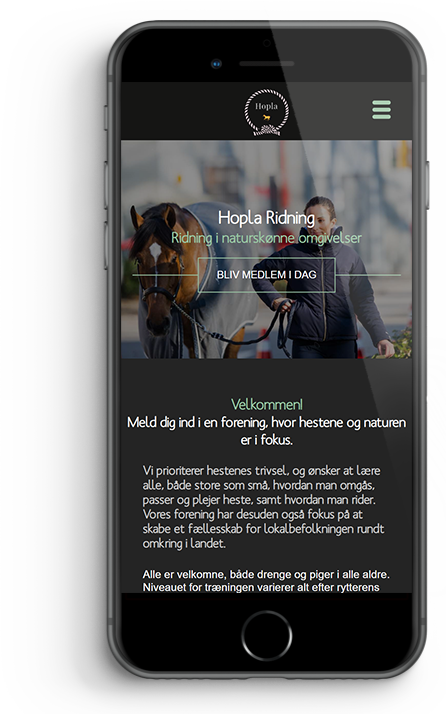 Hopla
Hopla Ridning
Ridning i naturskønne omgivelser
BLIV MEDLEM I DAG
Velkommen!
Meld dig ind i en forening, hvor hestene og naturen
er i fokus.
Vi prioriterer hestenes trivsel, og ønsker at lære
alle, både store som små, hvordan man omgås,
passer og plejer heste, samt hvordan man rider.
Vores forening har desuden også fokus på at
skabe et fællesskab for lokalbefolkningen rundt
omkring i landet.
Alle er velkomne, både drenge og piger i alle aldre.
Niveauet for træningen varierer alt efter rytterens